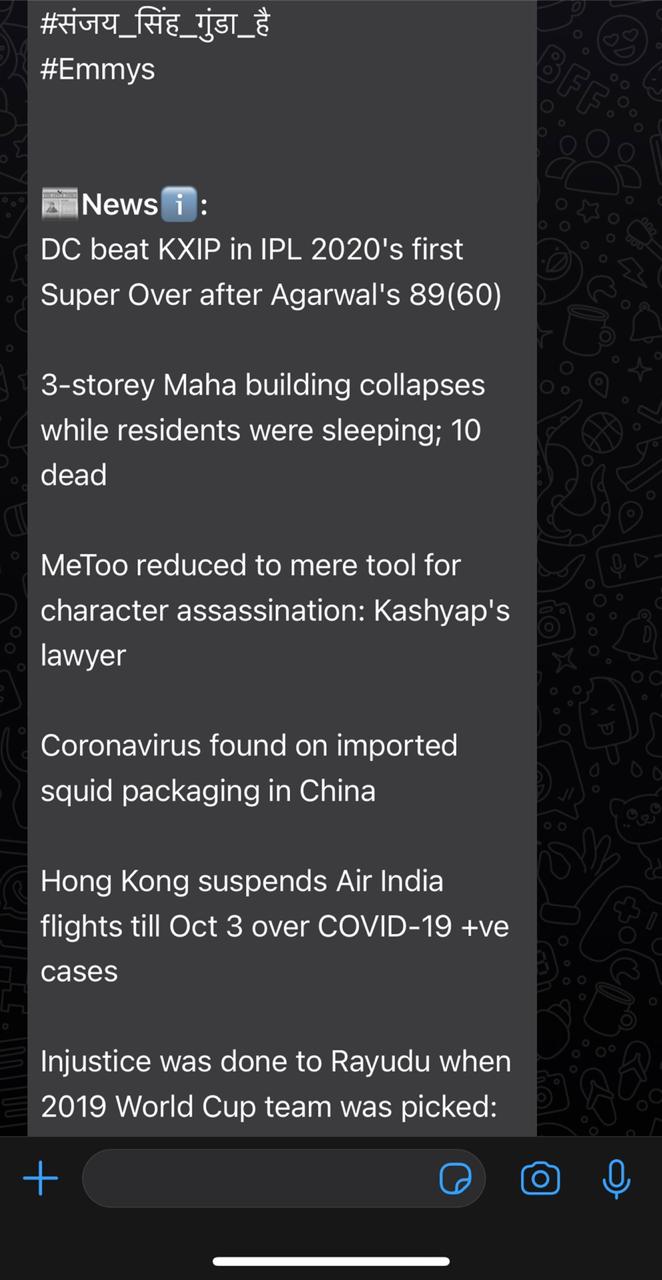 #संजय_सिंह_गुंडा_है
#Emmys
📰News ℹ️:
DC beat KXIP in IPL 2020's first
Super Over after Agarwal's 89(60)
3-storey Maha building collapses
while residents were sleeping; 10
dead
MeToo reduced to mere tool for
character assassination: Kashyap's
lawyer
Coronavirus found on imported
squid packaging in China
Hong Kong suspends Air India
flights till Oct 3 over COVID-19 +ve
cases
Injustice was done to Rayudu when
2019 World Cup team was picked: